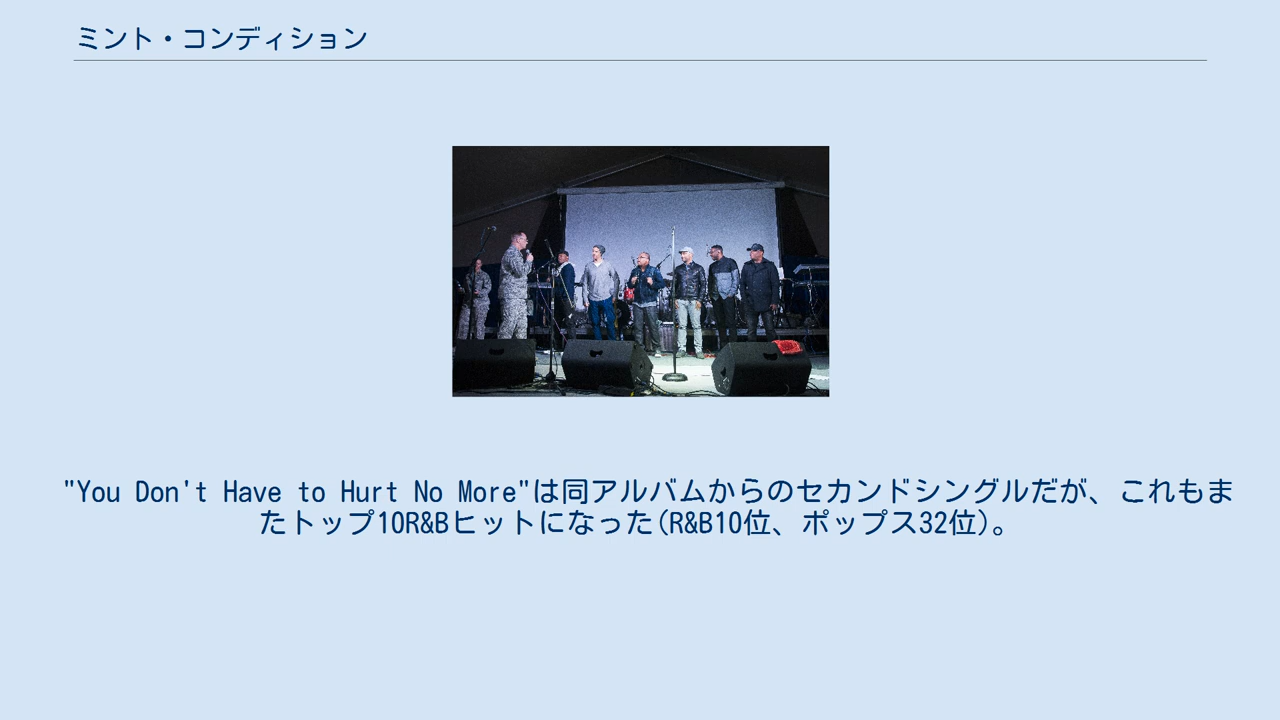 ミント・コンディション
"You Don't Have to Hurt No More"は同アルバムからのセカンドシングルだが、これもま
たトップ10R&Bヒットになった(R&B10位、ポップス32位)。